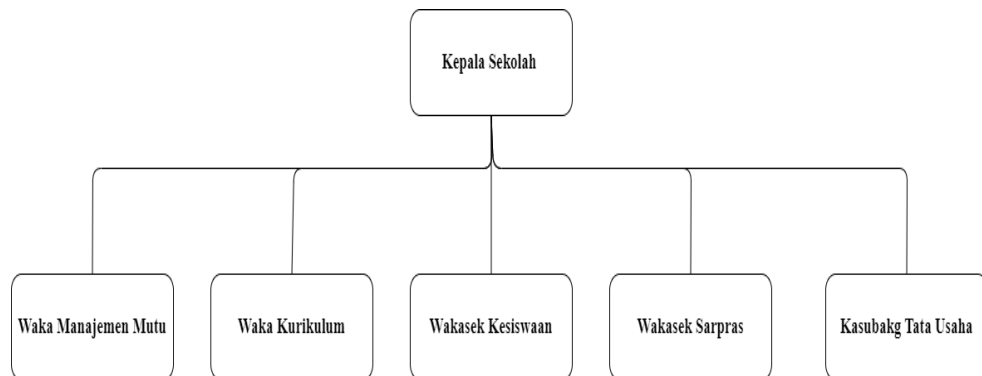 Kepala Sekolah
Waka Manajemen Mutu
Waka Kurikulum
Wakasek Kesiswaan
Wakasek Sarpras
Kasubakg Tata Usaha